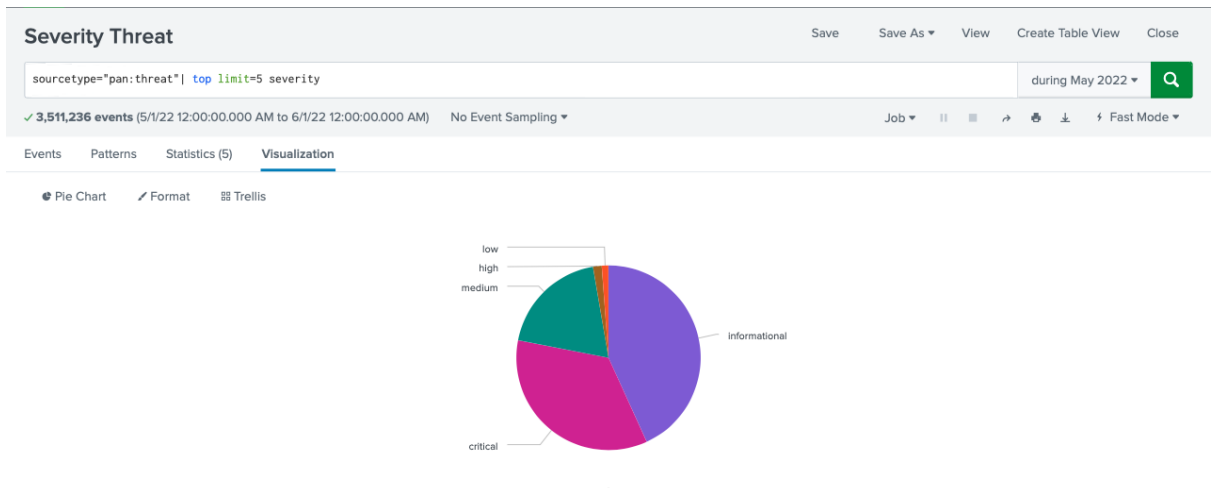 Severity Threat
Save Save As ▾ View Create Table View Close
sourcetype="pan:threat"| top limit=5 severity
during May 2022 ▾
✓ 3,511,236 events (5/1/22 12:00:00.000 AM to 6/1/22 12:00:00.000 AM) No Event Sampling ▾
Job ▾ Fast Mode ▾
Events Patterns Statistics (5) Visualization
Pie Chart Format Trellis
low
high
medium
informational
critical